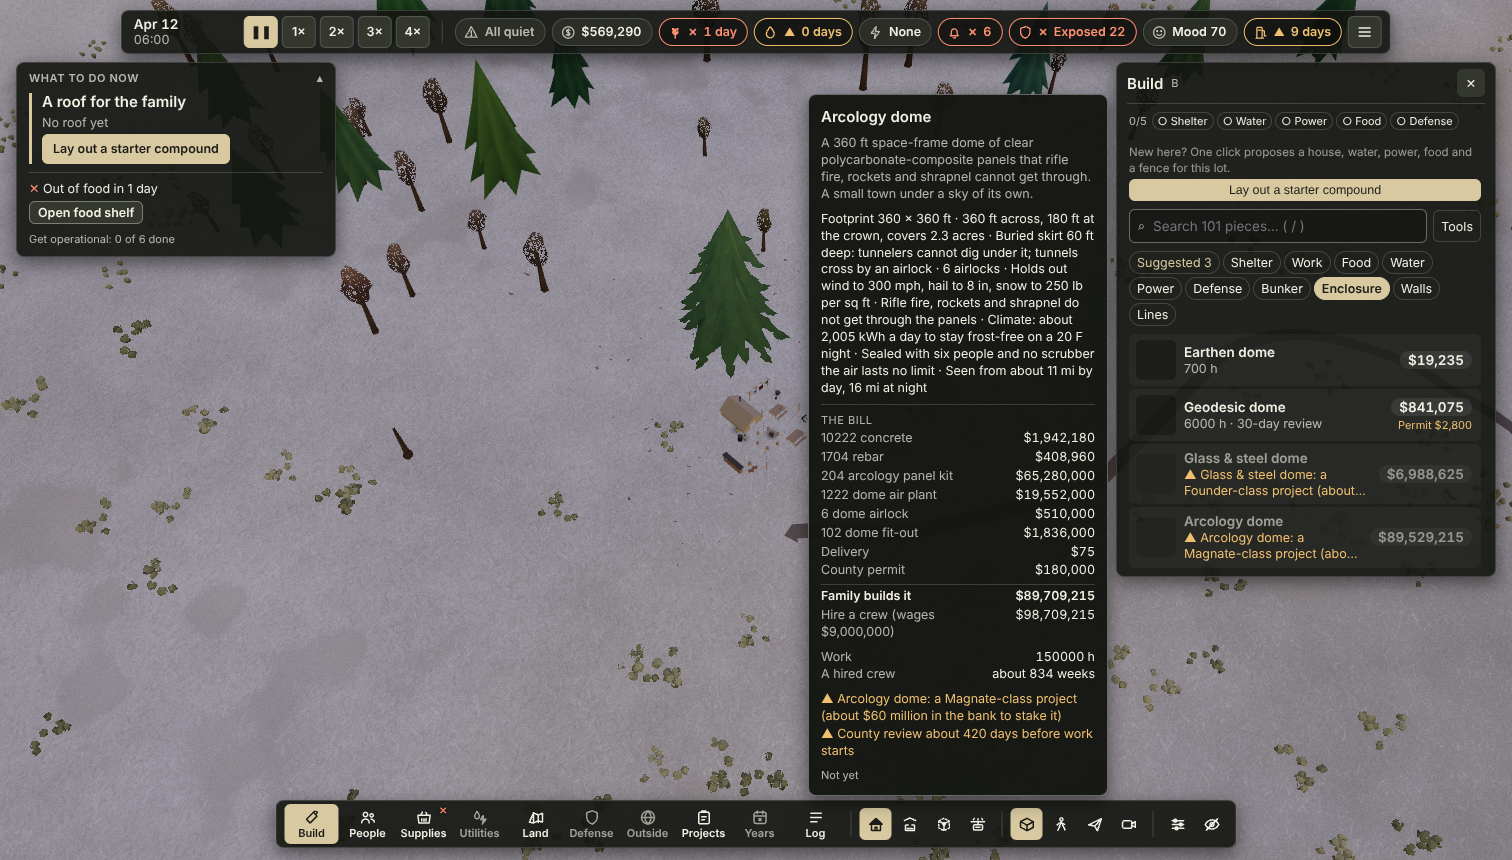 Apr 12
06:00
1×
2×
3×
4×
All quiet
$569,290
× 1 day
0 days
None
× 6
× Exposed 22
Mood 70
9 days
WHAT TO DO NOW
A roof for the family
No roof yet
Lay out a starter compound
× Out of food in 1 day
Open food shelf
Get operational: 0 of 6 done
Arcology dome
A 360 ft space-frame dome of clear
polycarbonate-composite panels that rifle
fire, rockets and shrapnel cannot get through.
A small town under a sky of its own.
Footprint 360 × 360 ft · 360 ft across, 180 ft at
the crown, covers 2.3 acres · Buried skirt 60 ft
deep: tunnelers cannot dig under it; tunnels
cross by an airlock · 6 airlocks · Holds out
wind to 300 mph, hail to 8 in, snow to 250 lb
per sq ft · Rifle fire, rockets and shrapnel do
not get through the panels · Climate: about
2,005 kWh a day to stay frost-free on a 20 F
night · Sealed with six people and no scrubber
the air lasts no limit · Seen from about 11 mi by
day, 16 mi at night
THE BILL
10222 concrete $1,942,180
1704 rebar $408,960
204 arcology panel kit $65,280,000
1222 dome air plant $19,552,000
6 dome airlock $510,000
102 dome fit-out $1,836,000
Delivery $75
County permit $180,000
Family builds it $89,709,215
Hire a crew (wages $98,709,215
$9,000,000)
Work 150000 h
A hired crew about 834 weeks
Arcology dome: a Magnate-class project
(about $60 million in the bank to stake it)
County review about 420 days before work
starts
Not yet
Build B
×
0/5 Shelter Water Power Food Defense
New here? One click proposes a house, water, power, food and
a fence for this lot.
Lay out a starter compound
Search 101 pieces... ( / )
Tools
Suggested 3 Shelter Work Food Water
Power Defense Bunker Enclosure Walls
Lines
Earthen dome
700 h
$19,235
Geodesic dome
6000 h · 30-day review
$841,075
Permit $2,800
Glass & steel dome
Glass & steel dome: a
Founder-class project (about...
$6,988,625
Arcology dome
Arcology dome: a
Magnate-class project (abo...
$89,529,215
Build
People
Supplies
×
Utilities
Land
Defense
Outside
Projects
Years
Log